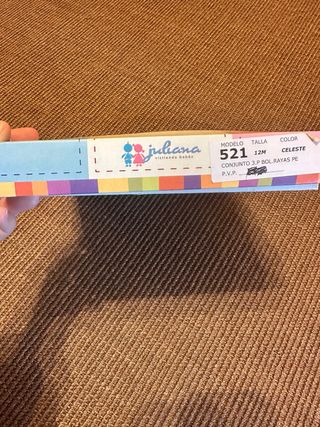 juliana
vistiendo bebés
MODELO TALLA COLOR
521 12M CELESTE
CONJUNTO 3.P BOL.RAYAS PE
P.V.P.